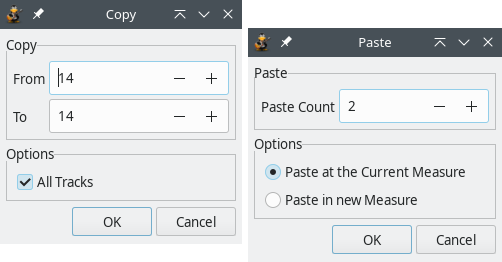 Copy
Copy
From 14
To 14
Options
All Tracks
OK Cancel
Paste
Paste
Paste Count 2
Options
Paste at the Current Measure
Paste in new Measure
OK Cancel